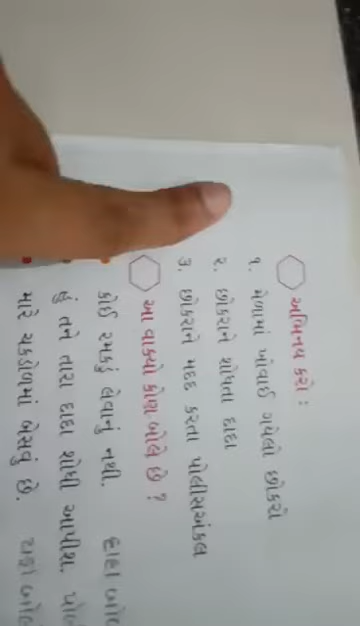 અભિનય કરો :
૧. મેળામાં ખોવાઈ ગયેલો છોકરો
૨. છોકરાને શોધતા દાદા
૩. છોકરાને મદદ કરતા પોલીસઅંકલ
આ વાક્યો કોણ બોલે છે ?
કોઈ રમકડું લેવાનું નથી. દાદા બોલ
હું તને તારા દાદા શોધી આપીશ. પોલ
મારે ચકડોળમાં બેસવું છે.